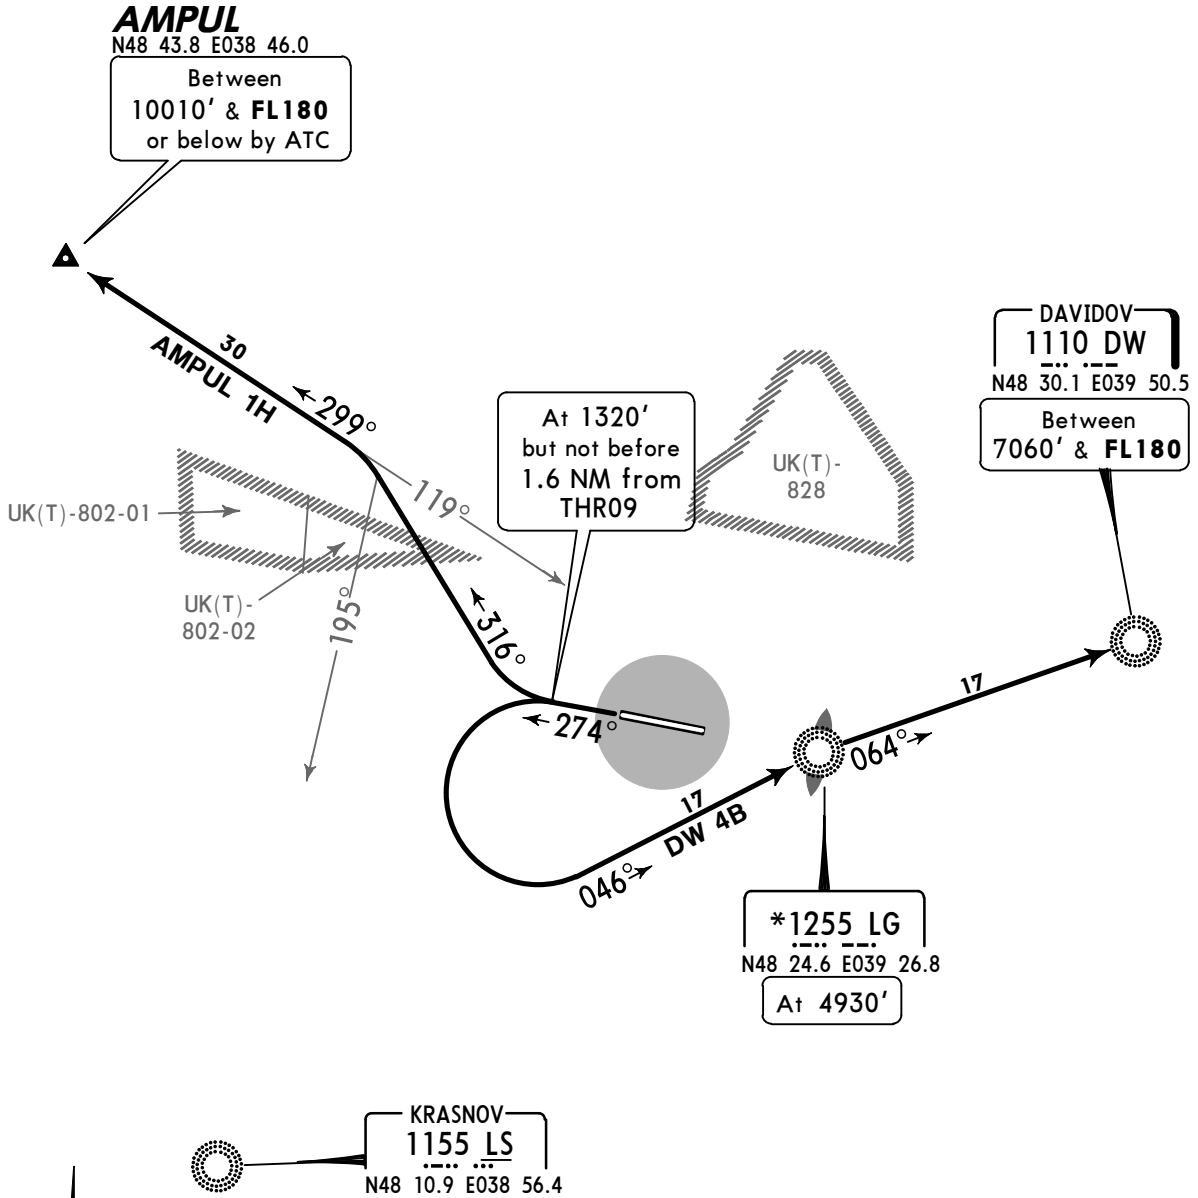 AMPUL
N48 43.8 E038 46.0
Between
10010' & FL180
or below by ATC
30
AMPUL 1H
299°
119°
UK(T)-802-01
UK(T)-
802-02
195°
316°
At 1320'
but not before
1.6 NM from
THR09
UK(T)-
828
DAVIDOV
1110 DW
N48 30.1 E039 50.5
Between
7060' & FL180
274°
17
064°
17
DW 4B
046°
*1255 LG
N48 24.6 E039 26.8
At 4930'
KRASNOV
1155 LS
N48 10.9 E038 56.4